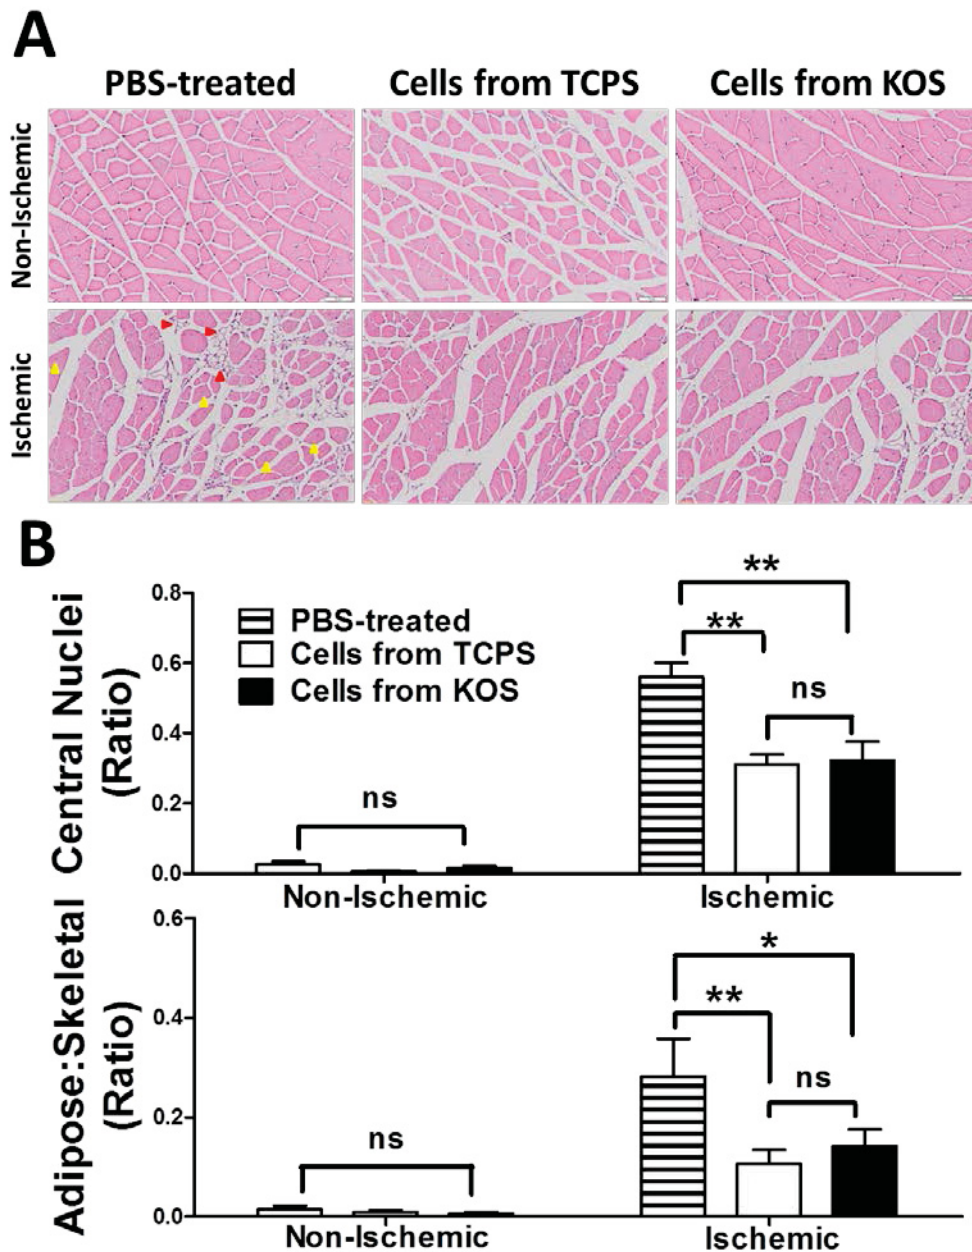 A
PBS-treated Cells from TCPS Cells from KOS
Non-Ischemic
Ischemic
B
Central Nuclei
(Ratio)
0.8
0.6
0.4
0.2
0.0
PBS-treated
Cells from TCPS
Cells from KOS
ns
**
**
ns
Non-Ischemic Ischemic
Adipose:Skeletal
(Ratio)
0.6
0.4
0.2
0.0
ns
*
**
ns
Non-Ischemic Ischemic